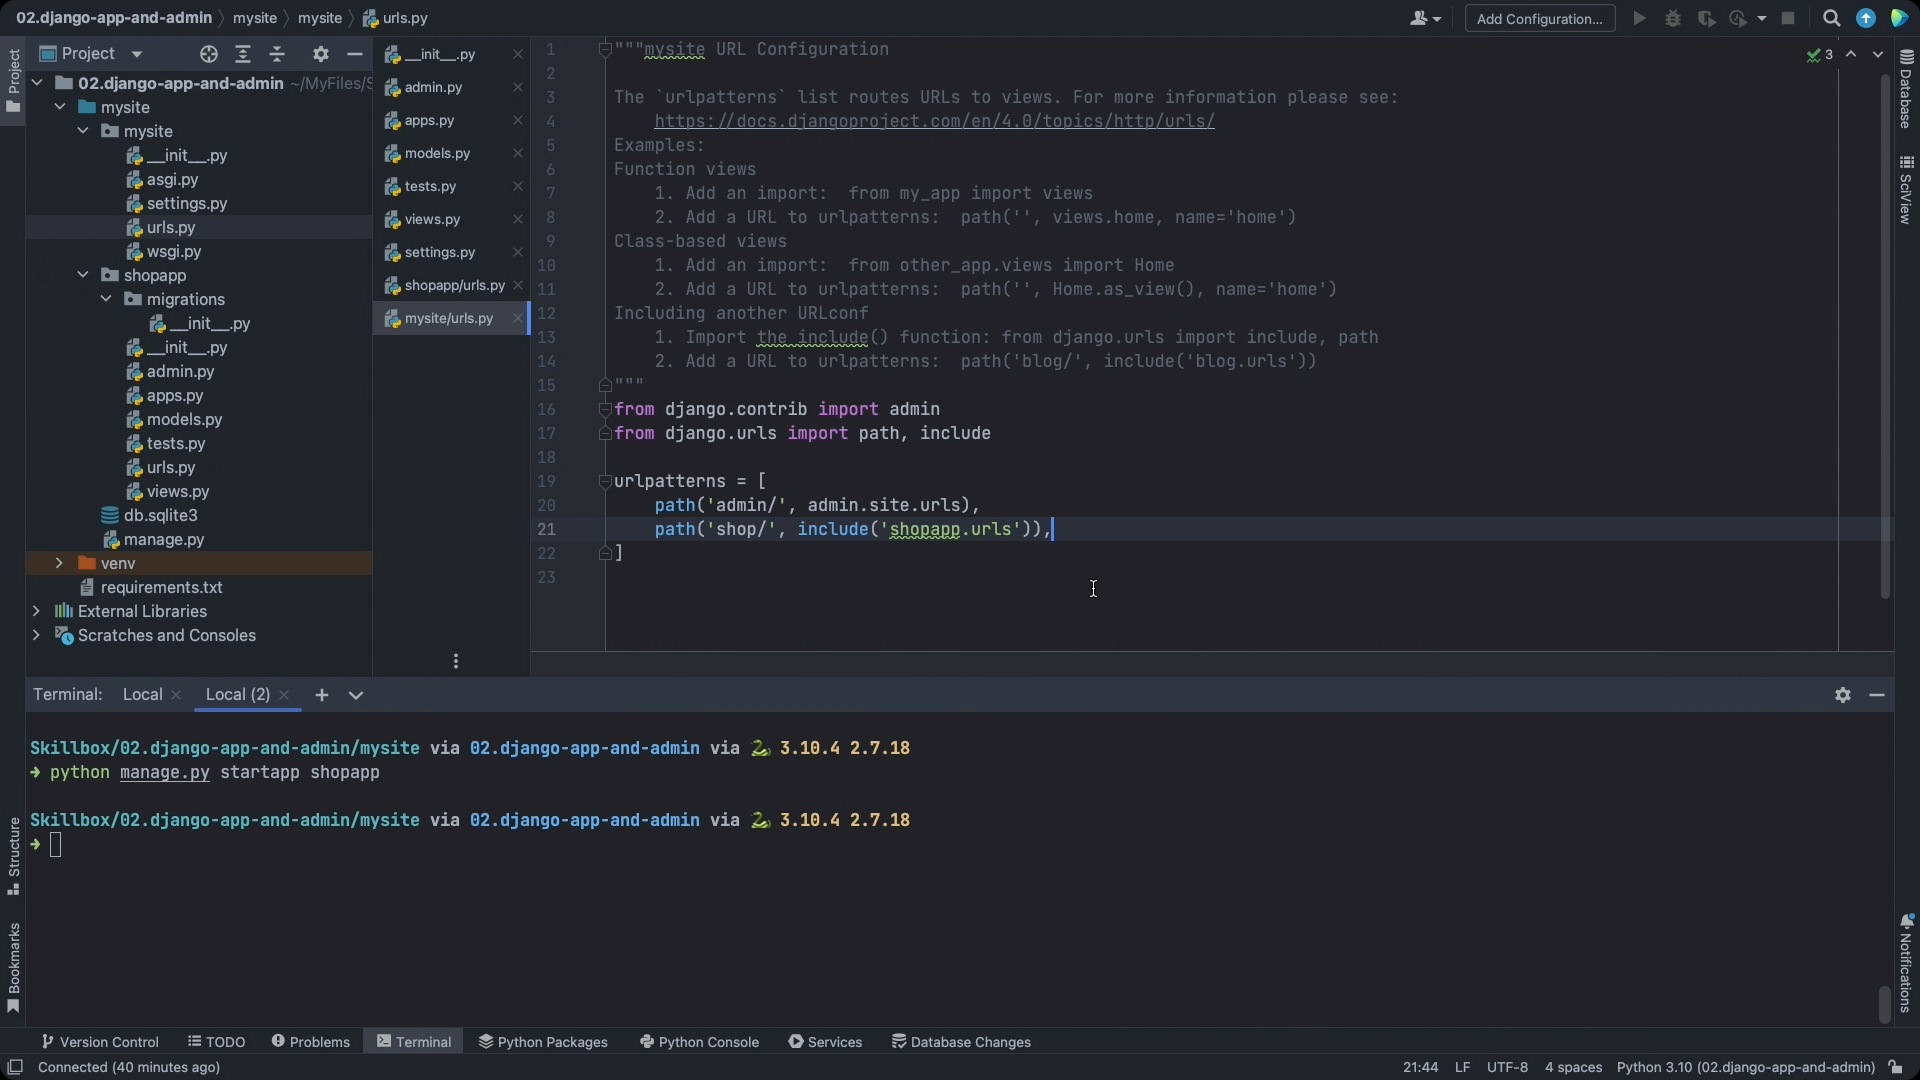 02.django-app-and-admin mysite mysite urls.py
Add Configuration...
Project
Project
02.django-app-and-admin ~/MyFiles/S
mysite
mysite
__init__.py
asgi.py
settings.py
urls.py
wsgi.py
shopapp
migrations
__init__.py
__init__.py
admin.py
apps.py
models.py
tests.py
urls.py
views.py
db.sqlite3
manage.py
venv
requirements.txt
External Libraries
Scratches and Consoles
__init__.py
admin.py
apps.py
models.py
tests.py
views.py
settings.py
shopapp/urls.py
mysite/urls.py
1 """mysite URL Configuration
2
3 The `urlpatterns` list routes URLs to views. For more information please see:
4 https://docs.djangoproject.com/en/4.0/topics/http/urls/
5 Examples:
6 Function views
7 1. Add an import:  from my_app import views
8 2. Add a URL to urlpatterns:  path('', views.home, name='home')
9 Class-based views
10 1. Add an import:  from other_app.views import Home
11 2. Add a URL to urlpatterns:  path('', Home.as_view(), name='home')
12 Including another URLconf
13 1. Import the include() function: from django.urls import include, path
14 2. Add a URL to urlpatterns:  path('blog/', include('blog.urls'))
15 """
16 from django.contrib import admin
17 from django.urls import path, include
18
19 urlpatterns = [
20 path('admin/', admin.site.urls),
21 path('shop/', include('shopapp.urls')),
22 ]
23
3
Database
SciView
Notifications
Terminal: Local Local (2)
Skillbox/02.django-app-and-admin/mysite via 02.django-app-and-admin via 3.10.4 2.7.18
python manage.py startapp shopapp
Skillbox/02.django-app-and-admin/mysite via 02.django-app-and-admin via 3.10.4 2.7.18
Structure
Bookmarks
Version Control TODO Problems Terminal Python Packages Python Console Services Database Changes
Connected (40 minutes ago) 21:44 LF UTF-8 4 spaces Python 3.10 (02.django-app-and-admin)